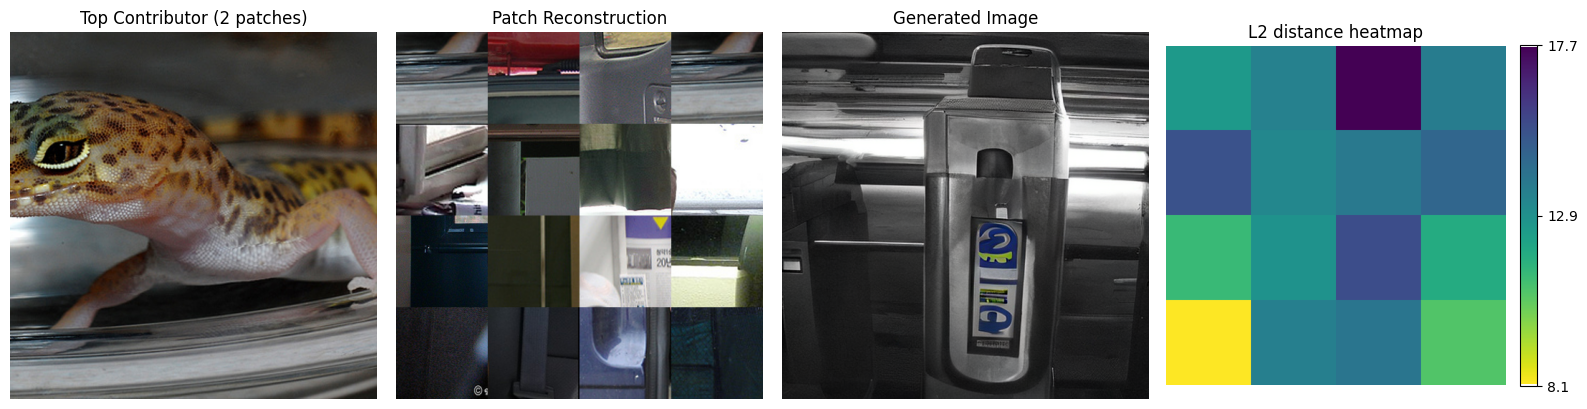 Top Contributor (2 patches)
Patch Reconstruction
Generated Image
L2 distance heatmap
17.7
12.9
8.1